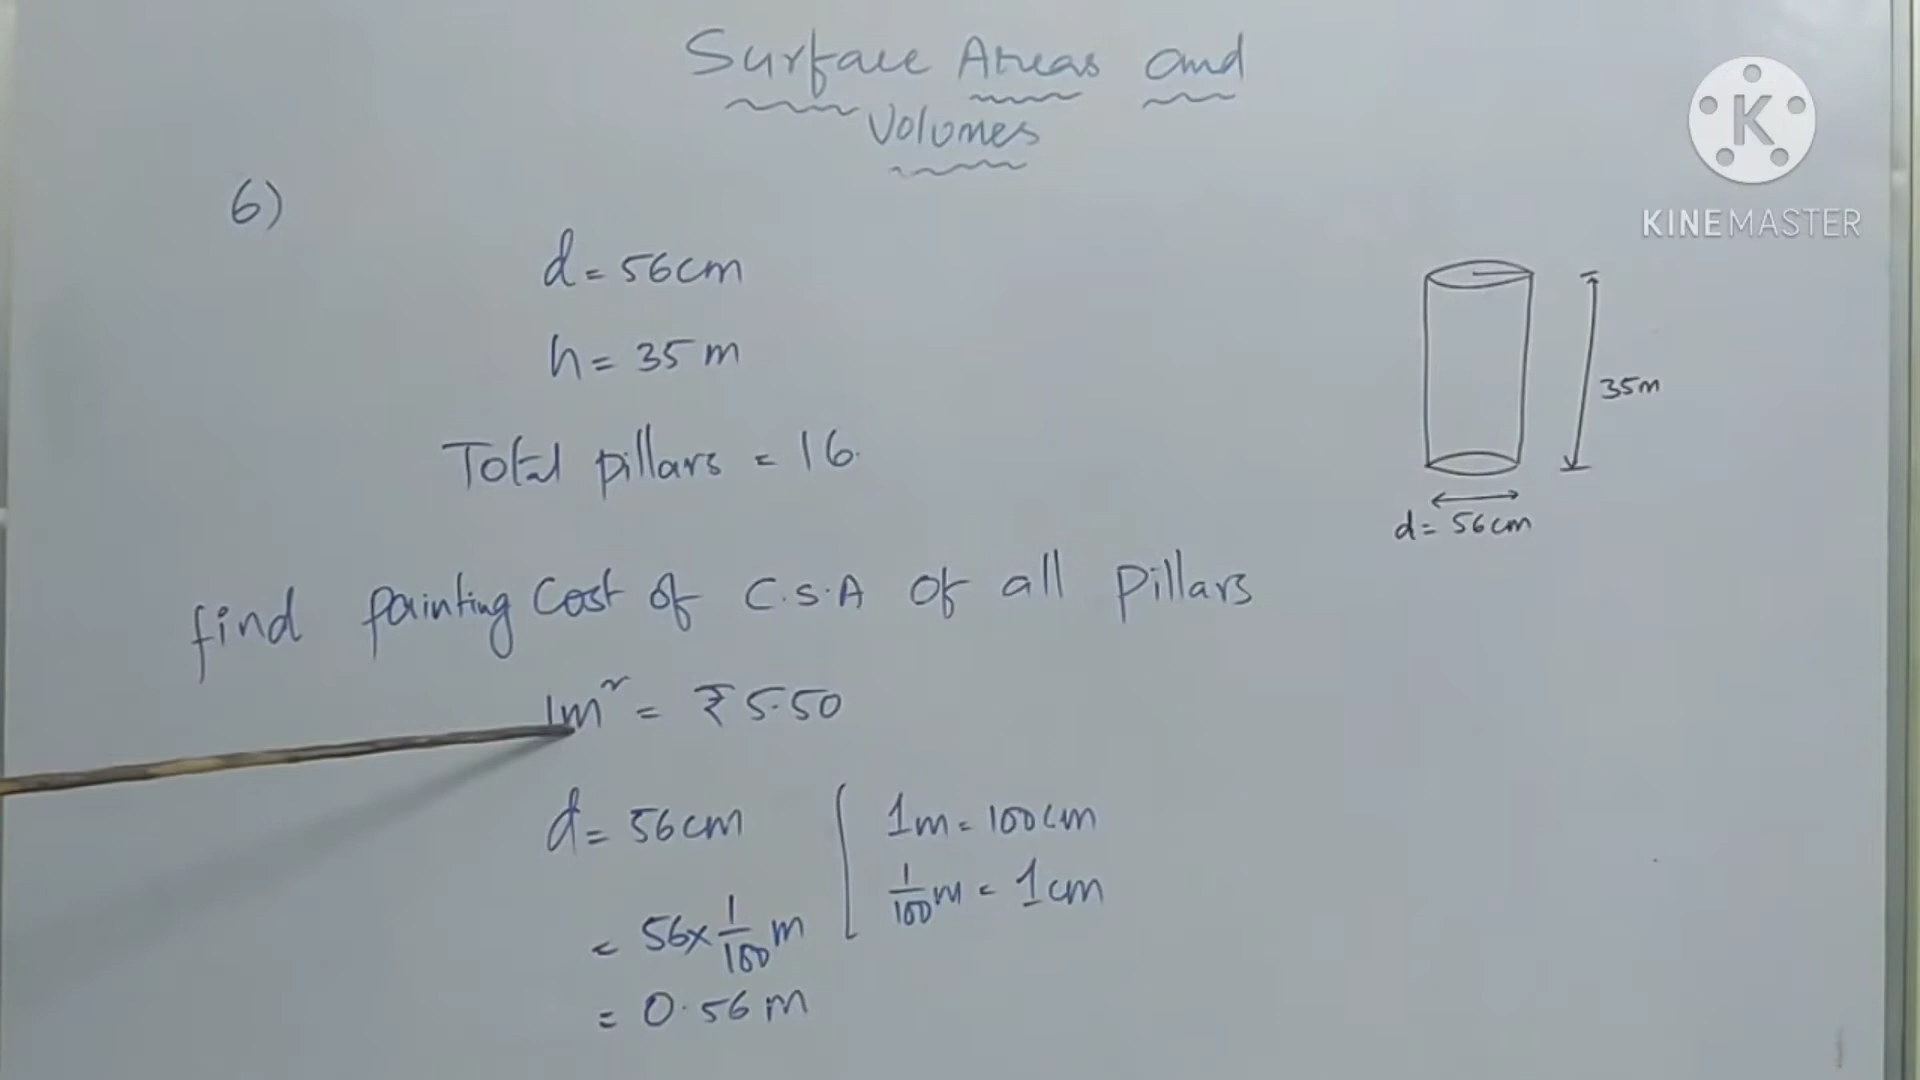 Surface Areas and
Volumes
K
KINEMASTER
6)
d = 56cm
h = 35 m
Total pillars = 16.
35m
d = 56cm
find painting Cost of C.S.A of all pillars
1m² = ₹ 5.50
d = 56cm
1m = 100cm
= 56 × 1/100 m
1/100 m = 1cm
= 0.56 m